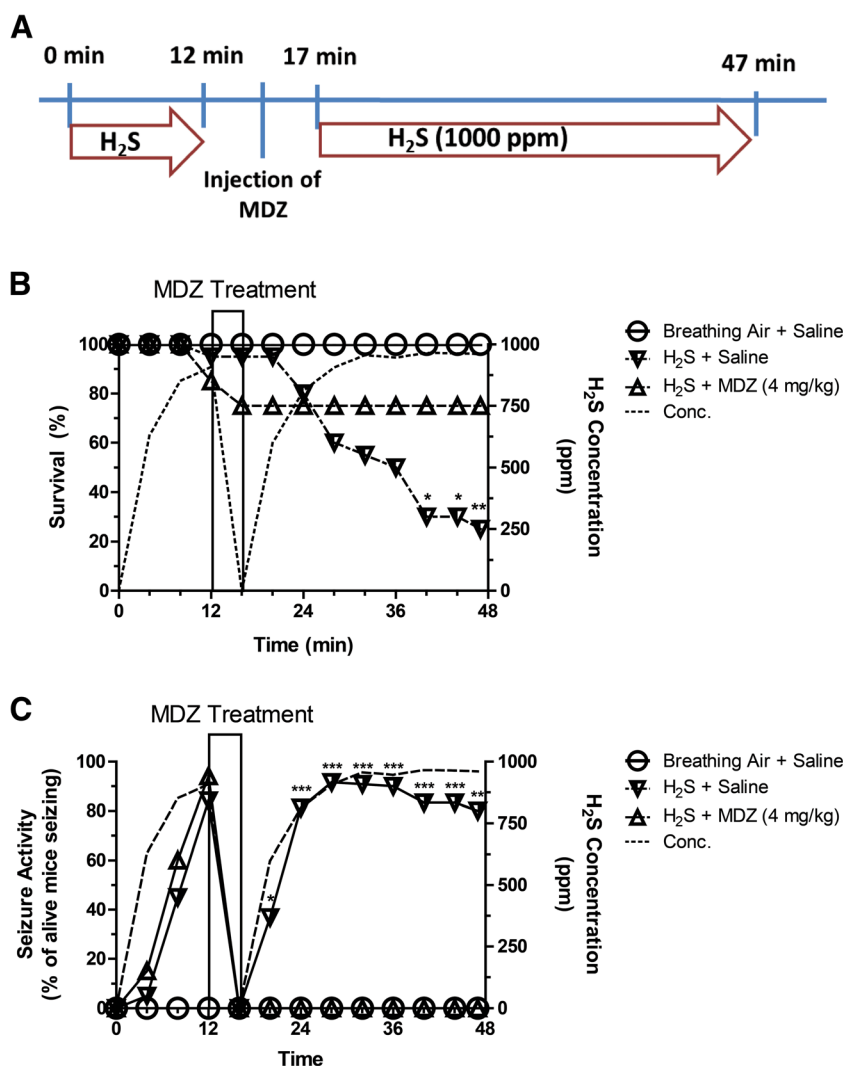 A
0 min 12 min 17 min 47 min
H₂S H₂S (1000 ppm)
Injection of
MDZ
B
MDZ Treatment
Survival (%)
100
80
60
40
20
0
0 12 24 36 48
Time (min)
1000
750
500
250
0
H₂S Concentration
(ppm)
* * **
Breathing Air + Saline
H₂S + Saline
H₂S + MDZ (4 mg/kg)
Conc.
C
MDZ Treatment
Seizure Activity
(% of alive mice seizing)
100
80
60
40
20
0
0 12 24 36 48
Time
1000
750
500
250
0
H₂S Concentration
(ppm)
* *** *** *** *** *** *** **
Breathing Air + Saline
H₂S + Saline
H₂S + MDZ (4 mg/kg)
Conc.